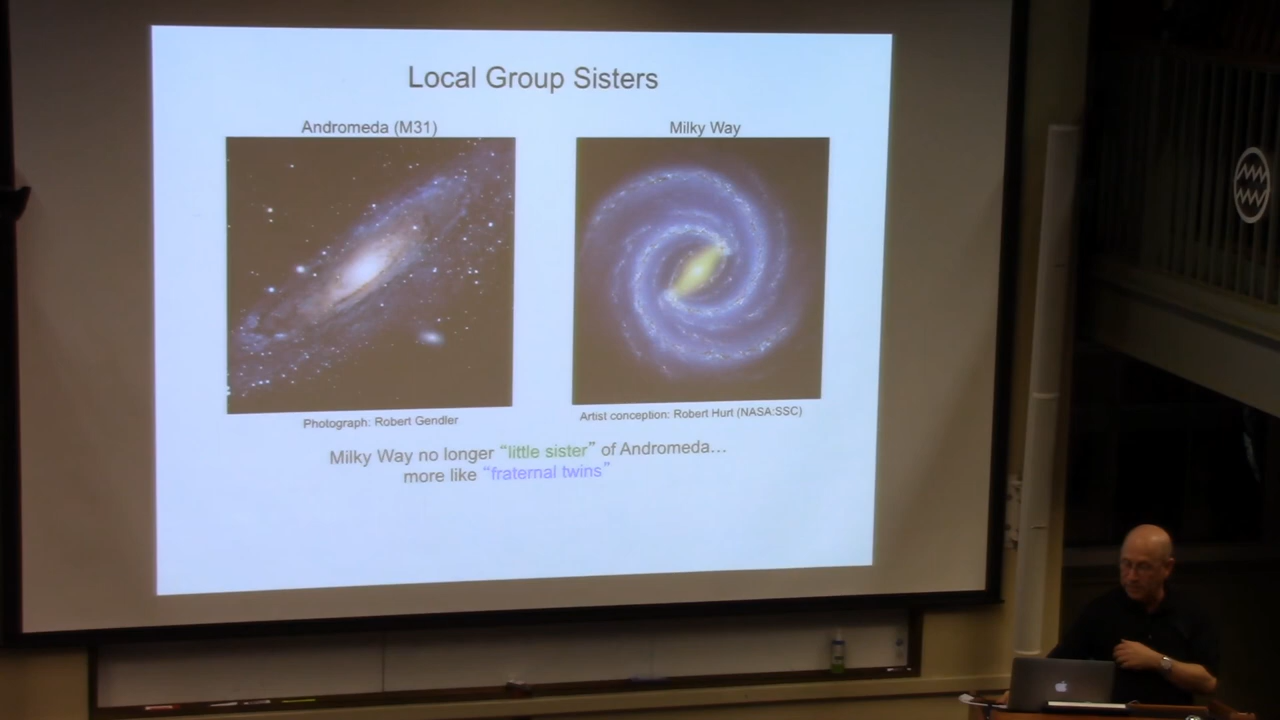 Local Group Sisters
Andromeda (M31)
Milky Way
Photograph: Robert Gendler
Artist conception: Robert Hurt (NASA:SSC)
Milky Way no longer “little sister” of Andromeda…
more like “fraternal twins”